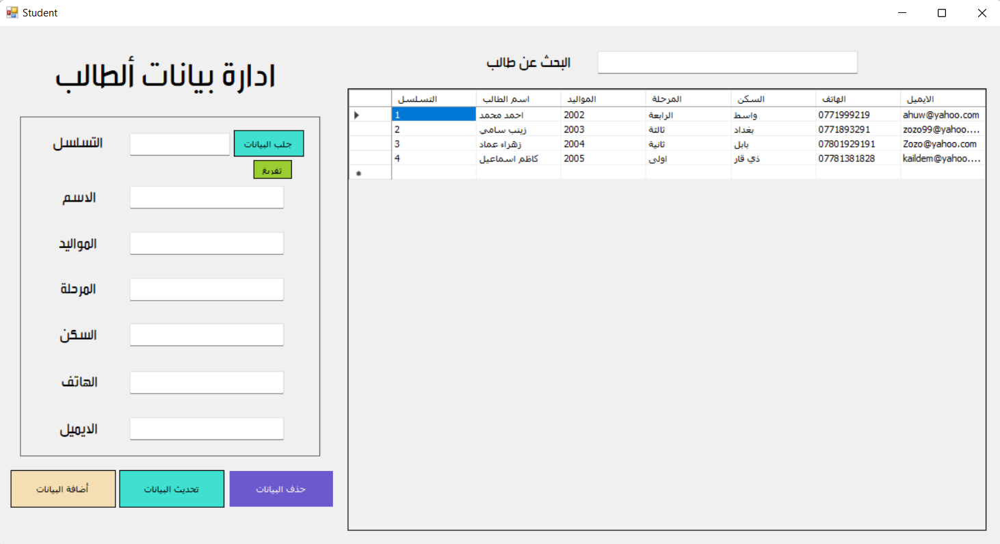 Student
ادارة بيانات ألطالب
التسلسل
جلب البيانات
تفريغ
الاسم
المواليد
المرحلة
السكن
الهاتف
الايميل
أضافة البيانات
تحديث البيانات
حذف البيانات
البحث عن طالب
التسلسل اسم الطالب المواليد المرحلة السكن الهاتف الايميل
1 احمد محمد 2002 الرابعة واسط 0771999219 ahuw@yahoo.com
2 زينب سامي 2003 ثالثة بغداد 0771893291 zozo99@yahoo....
3 زهراء عماد 2004 ثانية بابل 07801929191 Zozo@yahoo.com
4 كاظم اسماعيل 2005 اولى ذي قار 07781381828 kaildem@yahoo....